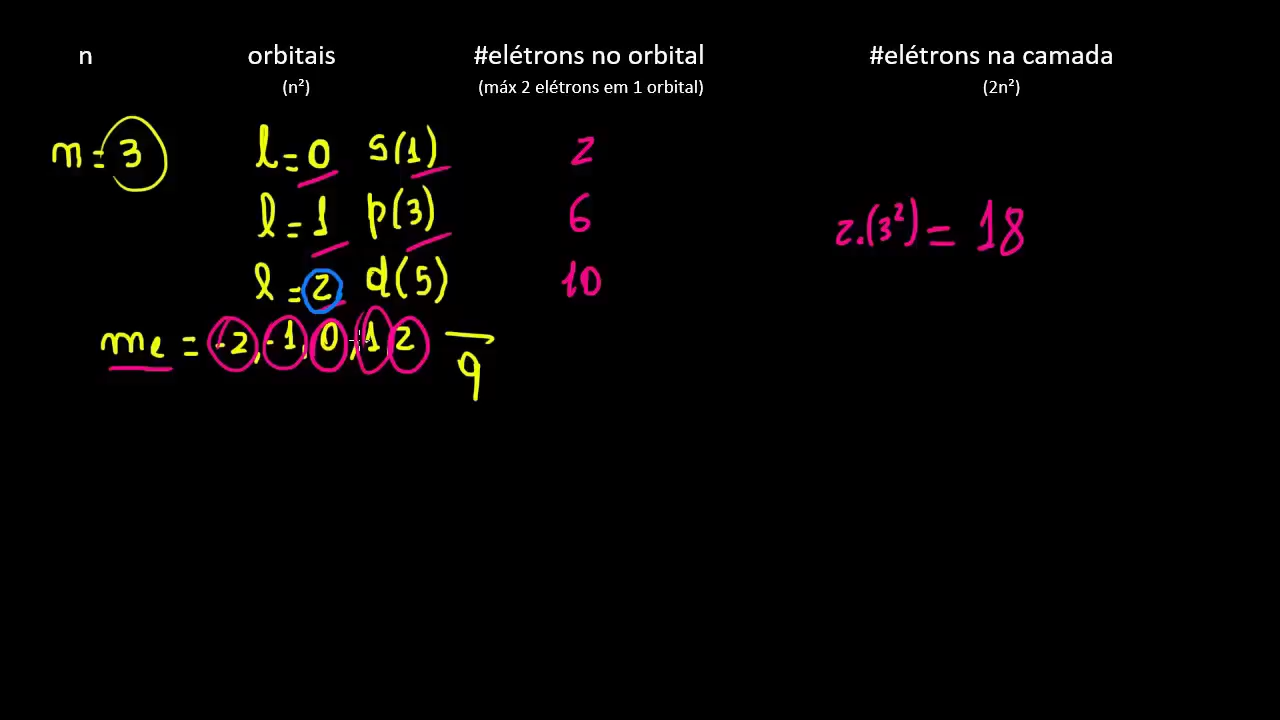 n orbitais #elétrons no orbital #elétrons na camada
(n²) (máx 2 elétrons em 1 orbital) (2n²)
n = 3 l = 0 s(1) 2
l = 1 p(3) 6 2.(3²) = 18
l = 2 d(5) 10
mₗ = -2, -1, 0, 1, 2
9